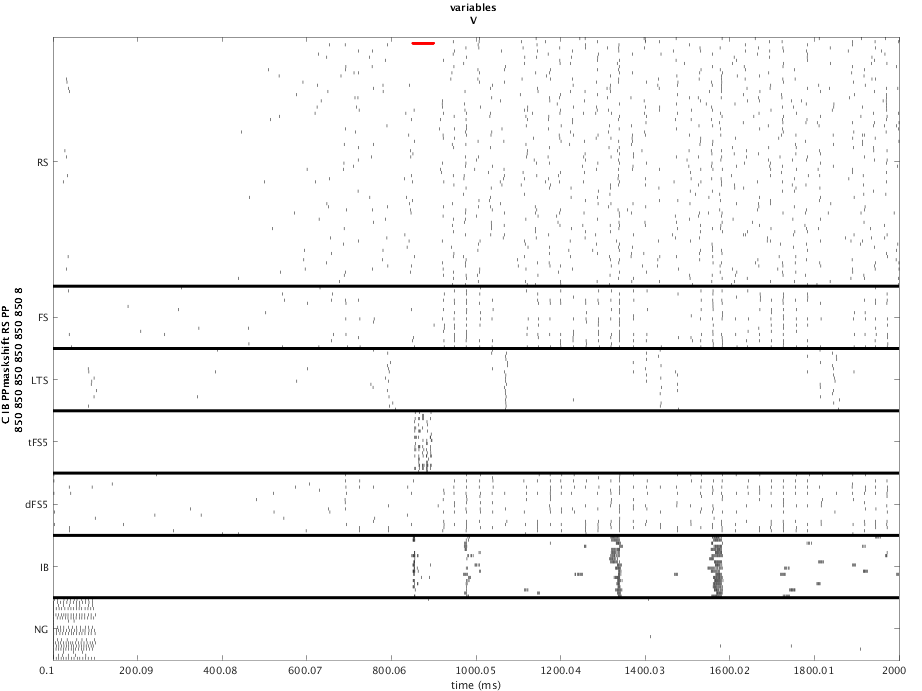 variables
V
RS
FS
LTS
tFS5
dFS5
IB
NG
C IB PPmaskshift RS PP
850 850 850 850 850 850 8
0.1 200.09 400.08 600.07 800.06 1000.05 1200.04 1400.03 1600.02 1800.01 2000
time (ms)